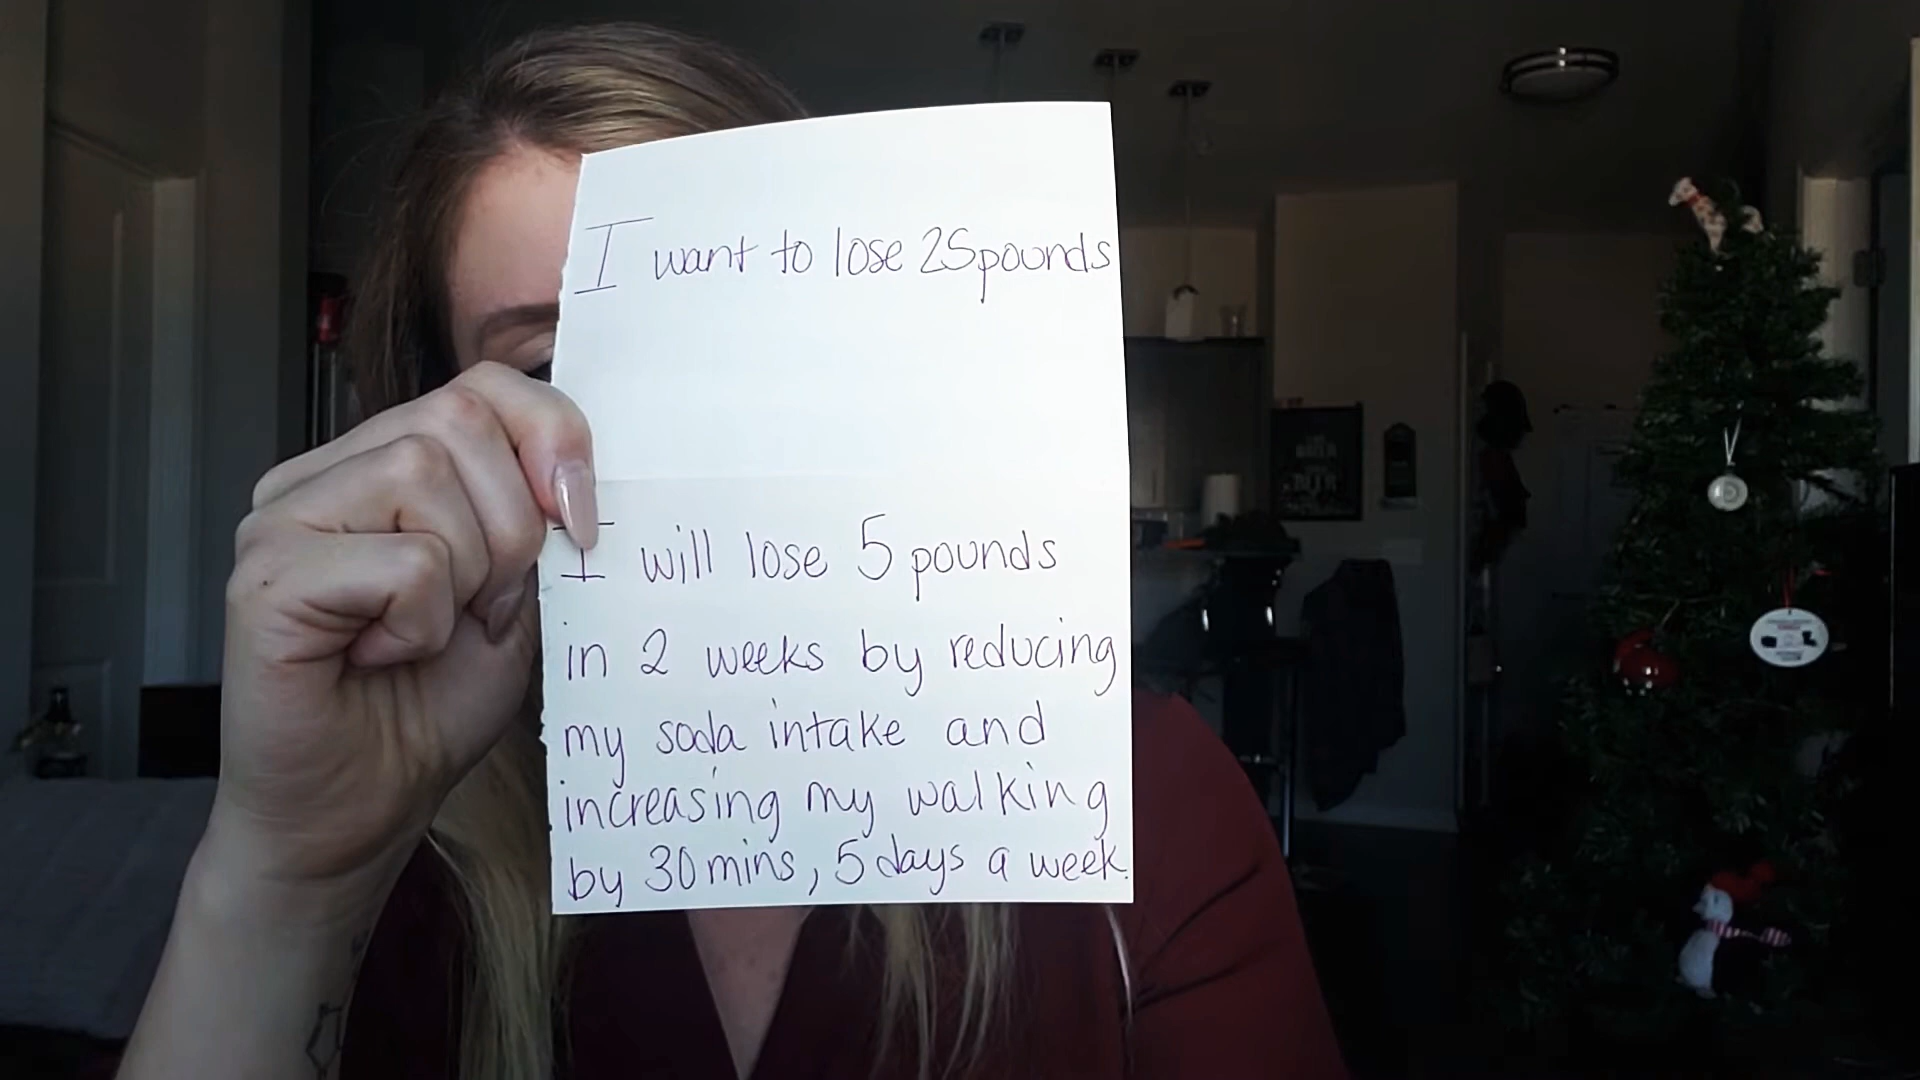 I want to lose 25pounds
I will lose 5 pounds
in 2 weeks by reducing
my soda intake and
increasing my walking
by 30 mins, 5 days a week.